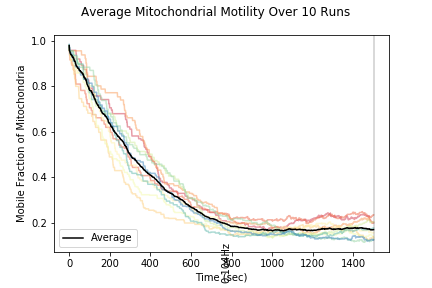 Average Mitochondrial Motility Over 10 Runs
Mobile Fraction of Mitochondria
1.0
0.8
0.6
0.4
0.2
Average
0 200 400 600 800 1000 1200 1400
Time (sec)